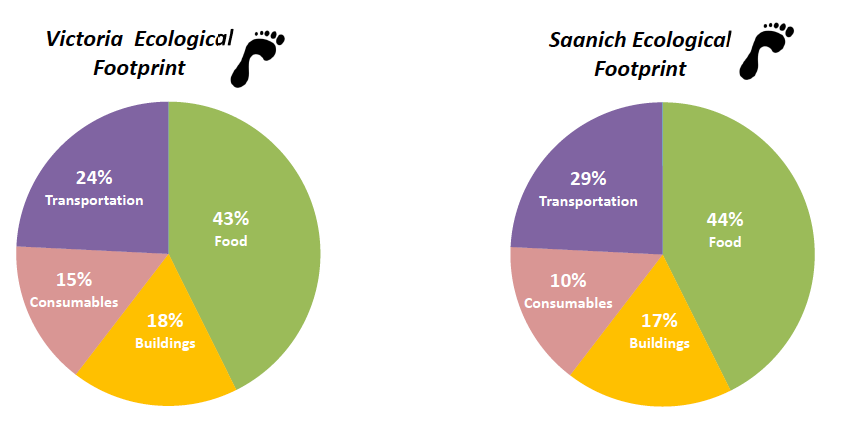 Victoria Ecological
Footprint
24%
Transportation
43%
Food
15%
Consumables
18%
Buildings
Saanich Ecological
Footprint
29%
Transportation
44%
Food
10%
Consumables
17%
Buildings